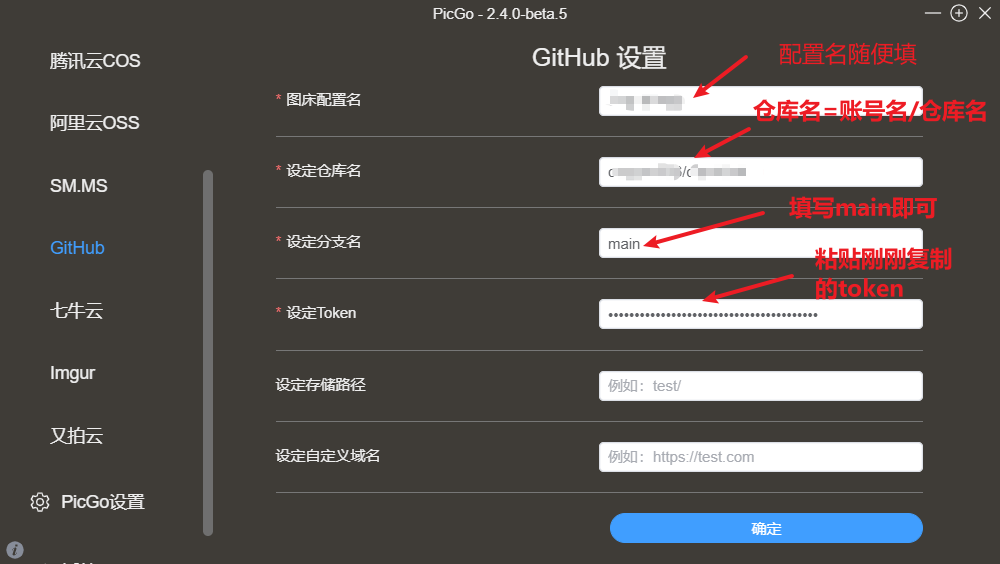 PicGo - 2.4.0-beta.5
腾讯云COS
阿里云OSS
SM.MS
GitHub
七牛云
Imgur
又拍云
PicGo设置
GitHub 设置
配置名随便填
* 图床配置名
仓库名=账号名/仓库名
* 设定仓库名
填写main即可
* 设定分支名
main
粘贴刚刚复制
的token
* 设定Token
••••••••••••••••••••••••••••••••••••••••
设定存储路径
例如：test/
设定自定义域名
例如：https://test.com
确定